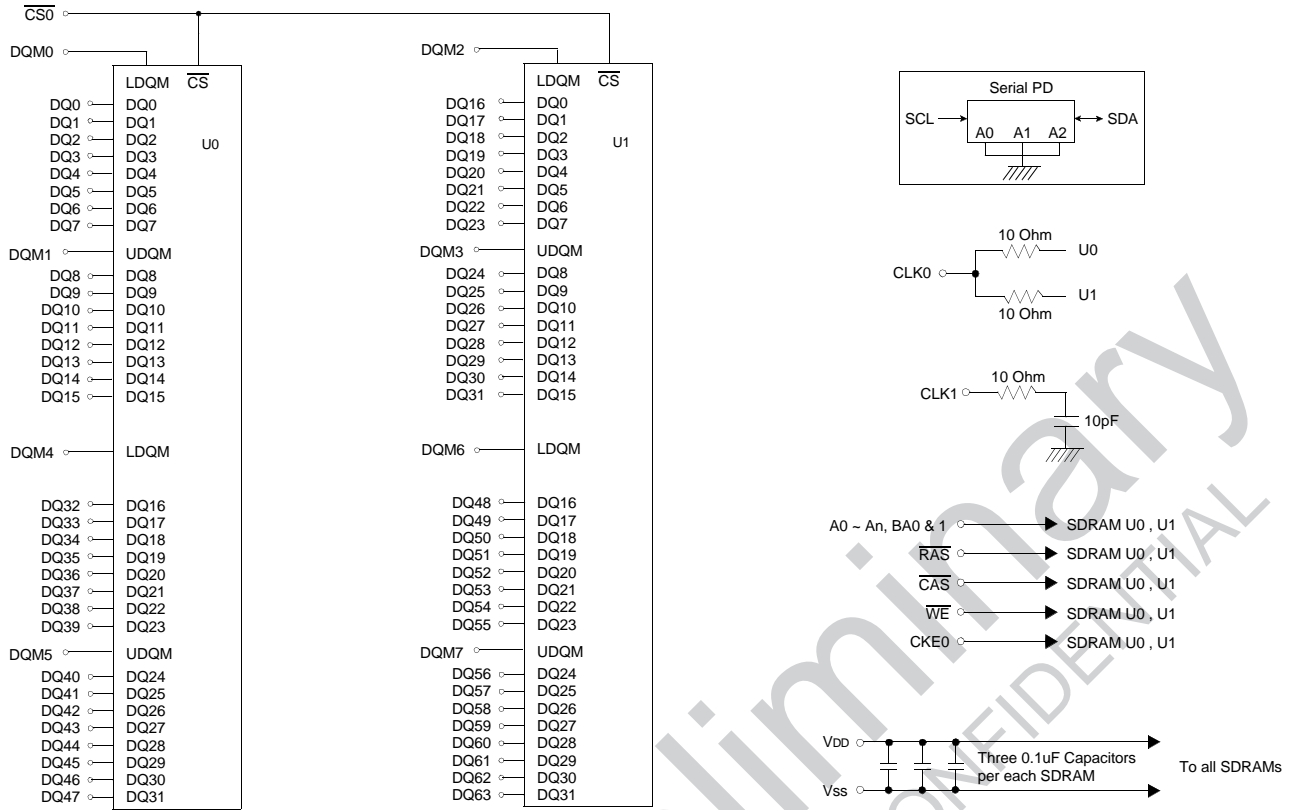 CS0
DQM0
LDQM CS
DQ0 DQ0
DQ1 DQ1
DQ2 DQ2
U0
DQ3 DQ3
DQ4 DQ4
DQ5 DQ5
DQ6 DQ6
DQ7 DQ7
DQM1 UDQM
DQ8 DQ8
DQ9 DQ9
DQ10 DQ10
DQ11 DQ11
DQ12 DQ12
DQ13 DQ13
DQ14 DQ14
DQ15 DQ15
DQM4 LDQM
DQ32 DQ16
DQ33 DQ17
DQ34 DQ18
DQ35 DQ19
DQ36 DQ20
DQ37 DQ21
DQ38 DQ22
DQ39 DQ23
DQM5 UDQM
DQ40 DQ24
DQ41 DQ25
DQ42 DQ26
DQ43 DQ27
DQ44 DQ28
DQ45 DQ29
DQ46 DQ30
DQ47 DQ31
DQM2
LDQM CS
DQ16 DQ0
DQ17 DQ1
DQ18 DQ2
U1
DQ19 DQ3
DQ20 DQ4
DQ21 DQ5
DQ22 DQ6
DQ23 DQ7
DQM3 UDQM
DQ24 DQ8
DQ25 DQ9
DQ26 DQ10
DQ27 DQ11
DQ28 DQ12
DQ29 DQ13
DQ30 DQ14
DQ31 DQ15
DQM6 LDQM
DQ48 DQ16
DQ49 DQ17
DQ50 DQ18
DQ51 DQ19
DQ52 DQ20
DQ53 DQ21
DQ54 DQ22
DQ55 DQ23
DQM7 UDQM
DQ56 DQ24
DQ57 DQ25
DQ58 DQ26
DQ59 DQ27
DQ60 DQ28
DQ61 DQ29
DQ62 DQ30
DQ63 DQ31
Serial PD
SCL SDA
A0 A1 A2
10 Ohm
U0
CLK0
U1
10 Ohm
10 Ohm
CLK1
10pF
A0 ~ An, BA0 & 1 SDRAM U0 , U1
RAS SDRAM U0 , U1
CAS SDRAM U0 , U1
WE SDRAM U0 , U1
CKE0 SDRAM U0 , U1
VDD
Three 0.1uF Capacitors
per each SDRAM
To all SDRAMs
Vss
liminary
ONFIDENTIAL